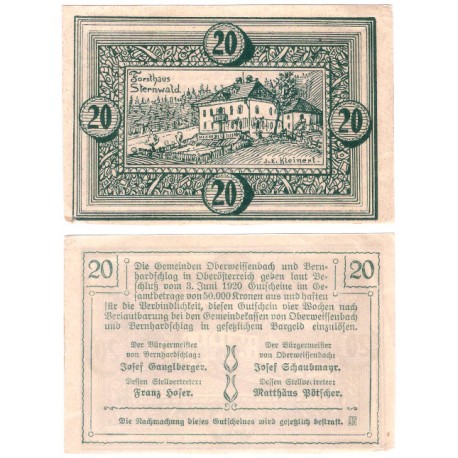 20
Forsthaus
Sternwald.
20
20
J.E. Kleinert.
20
20
20
Die Gemeinden Oberweissenbach und Bern-
hardschlag in Oberösterreich geben laut Be-
schluß vom 3. Juni 1920 Gutscheine im Ge-
samtbetrage von 50.000 Kronen aus und haften
für die Verbindlichkeit, diesen Gutschein vier Wochen nach
Verlautbarung bei den Gemeindekassen von Oberweissenbach
und Bernhardschlag in gesetzlichem Bargeld einzulösen.
Der Bürgermeister
von Bernhardschlag:
Josef Ganglberger.
Dessen Stellvertreter:
Franz Hofer.
Der Bürgermeister
von Oberweissenbach:
Josef Schaubmayr.
Dessen Stellvertreter:
Matthäus Pötscher.
Die Nachmachung dieses Gutscheines wird gesetzlich bestraft.